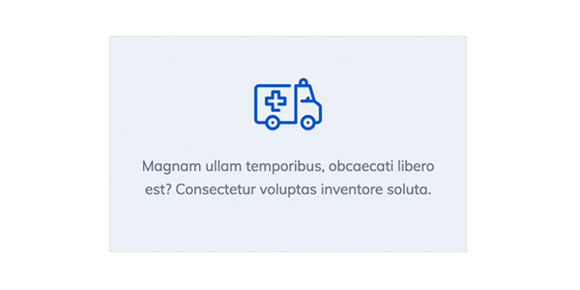 Magnam ullam temporibus, obcaecati libero
est? Consectetur voluptas inventore soluta.